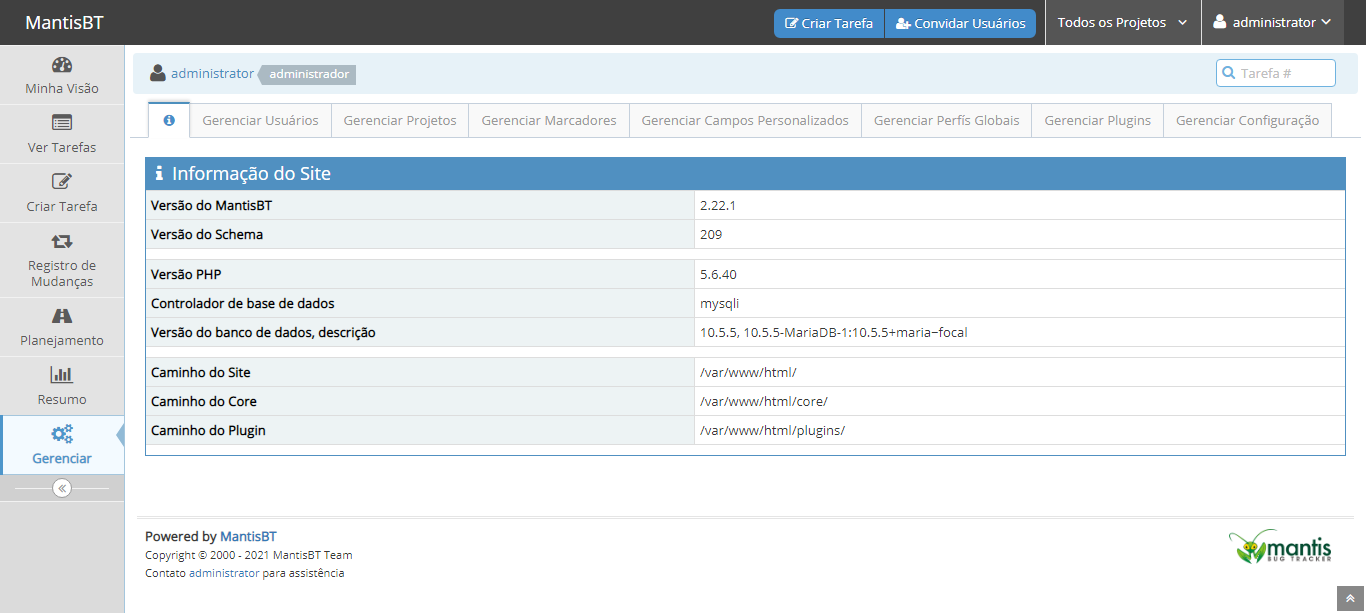 MantisBT
Criar Tarefa
Convidar Usuários
Todos os Projetos
administrator
Minha Visão
Ver Tarefas
Criar Tarefa
Registro de
Mudanças
Planejamento
Resumo
Gerenciar
administrator administrador
Tarefa #
Gerenciar Usuários
Gerenciar Projetos
Gerenciar Marcadores
Gerenciar Campos Personalizados
Gerenciar Perfís Globais
Gerenciar Plugins
Gerenciar Configuração
Informação do Site
Versão do MantisBT 2.22.1
Versão do Schema 209
Versão PHP 5.6.40
Controlador de base de dados mysqli
Versão do banco de dados, descrição 10.5.5, 10.5.5-MariaDB-1:10.5.5+maria~focal
Caminho do Site /var/www/html/
Caminho do Core /var/www/html/core/
Caminho do Plugin /var/www/html/plugins/
Powered by MantisBT
Copyright © 2000 - 2021 MantisBT Team
Contato administrator para assistência
mantis
BUG TRACKER